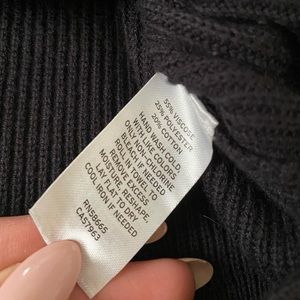 55% VISCOSE
25% POLYESTER
20% COTTON
HAND WASH COLD,
WITH LIKE COLORS
ONLY NON-CHLORINE
BLEACH IF NEEDED
ROLL IN TOWEL TO
REMOVE EXCESS
MOISTURE, RESHAPE,
LAY FLAT TO DRY
COOL IRON IF NEEDED
RN58665
CA57963